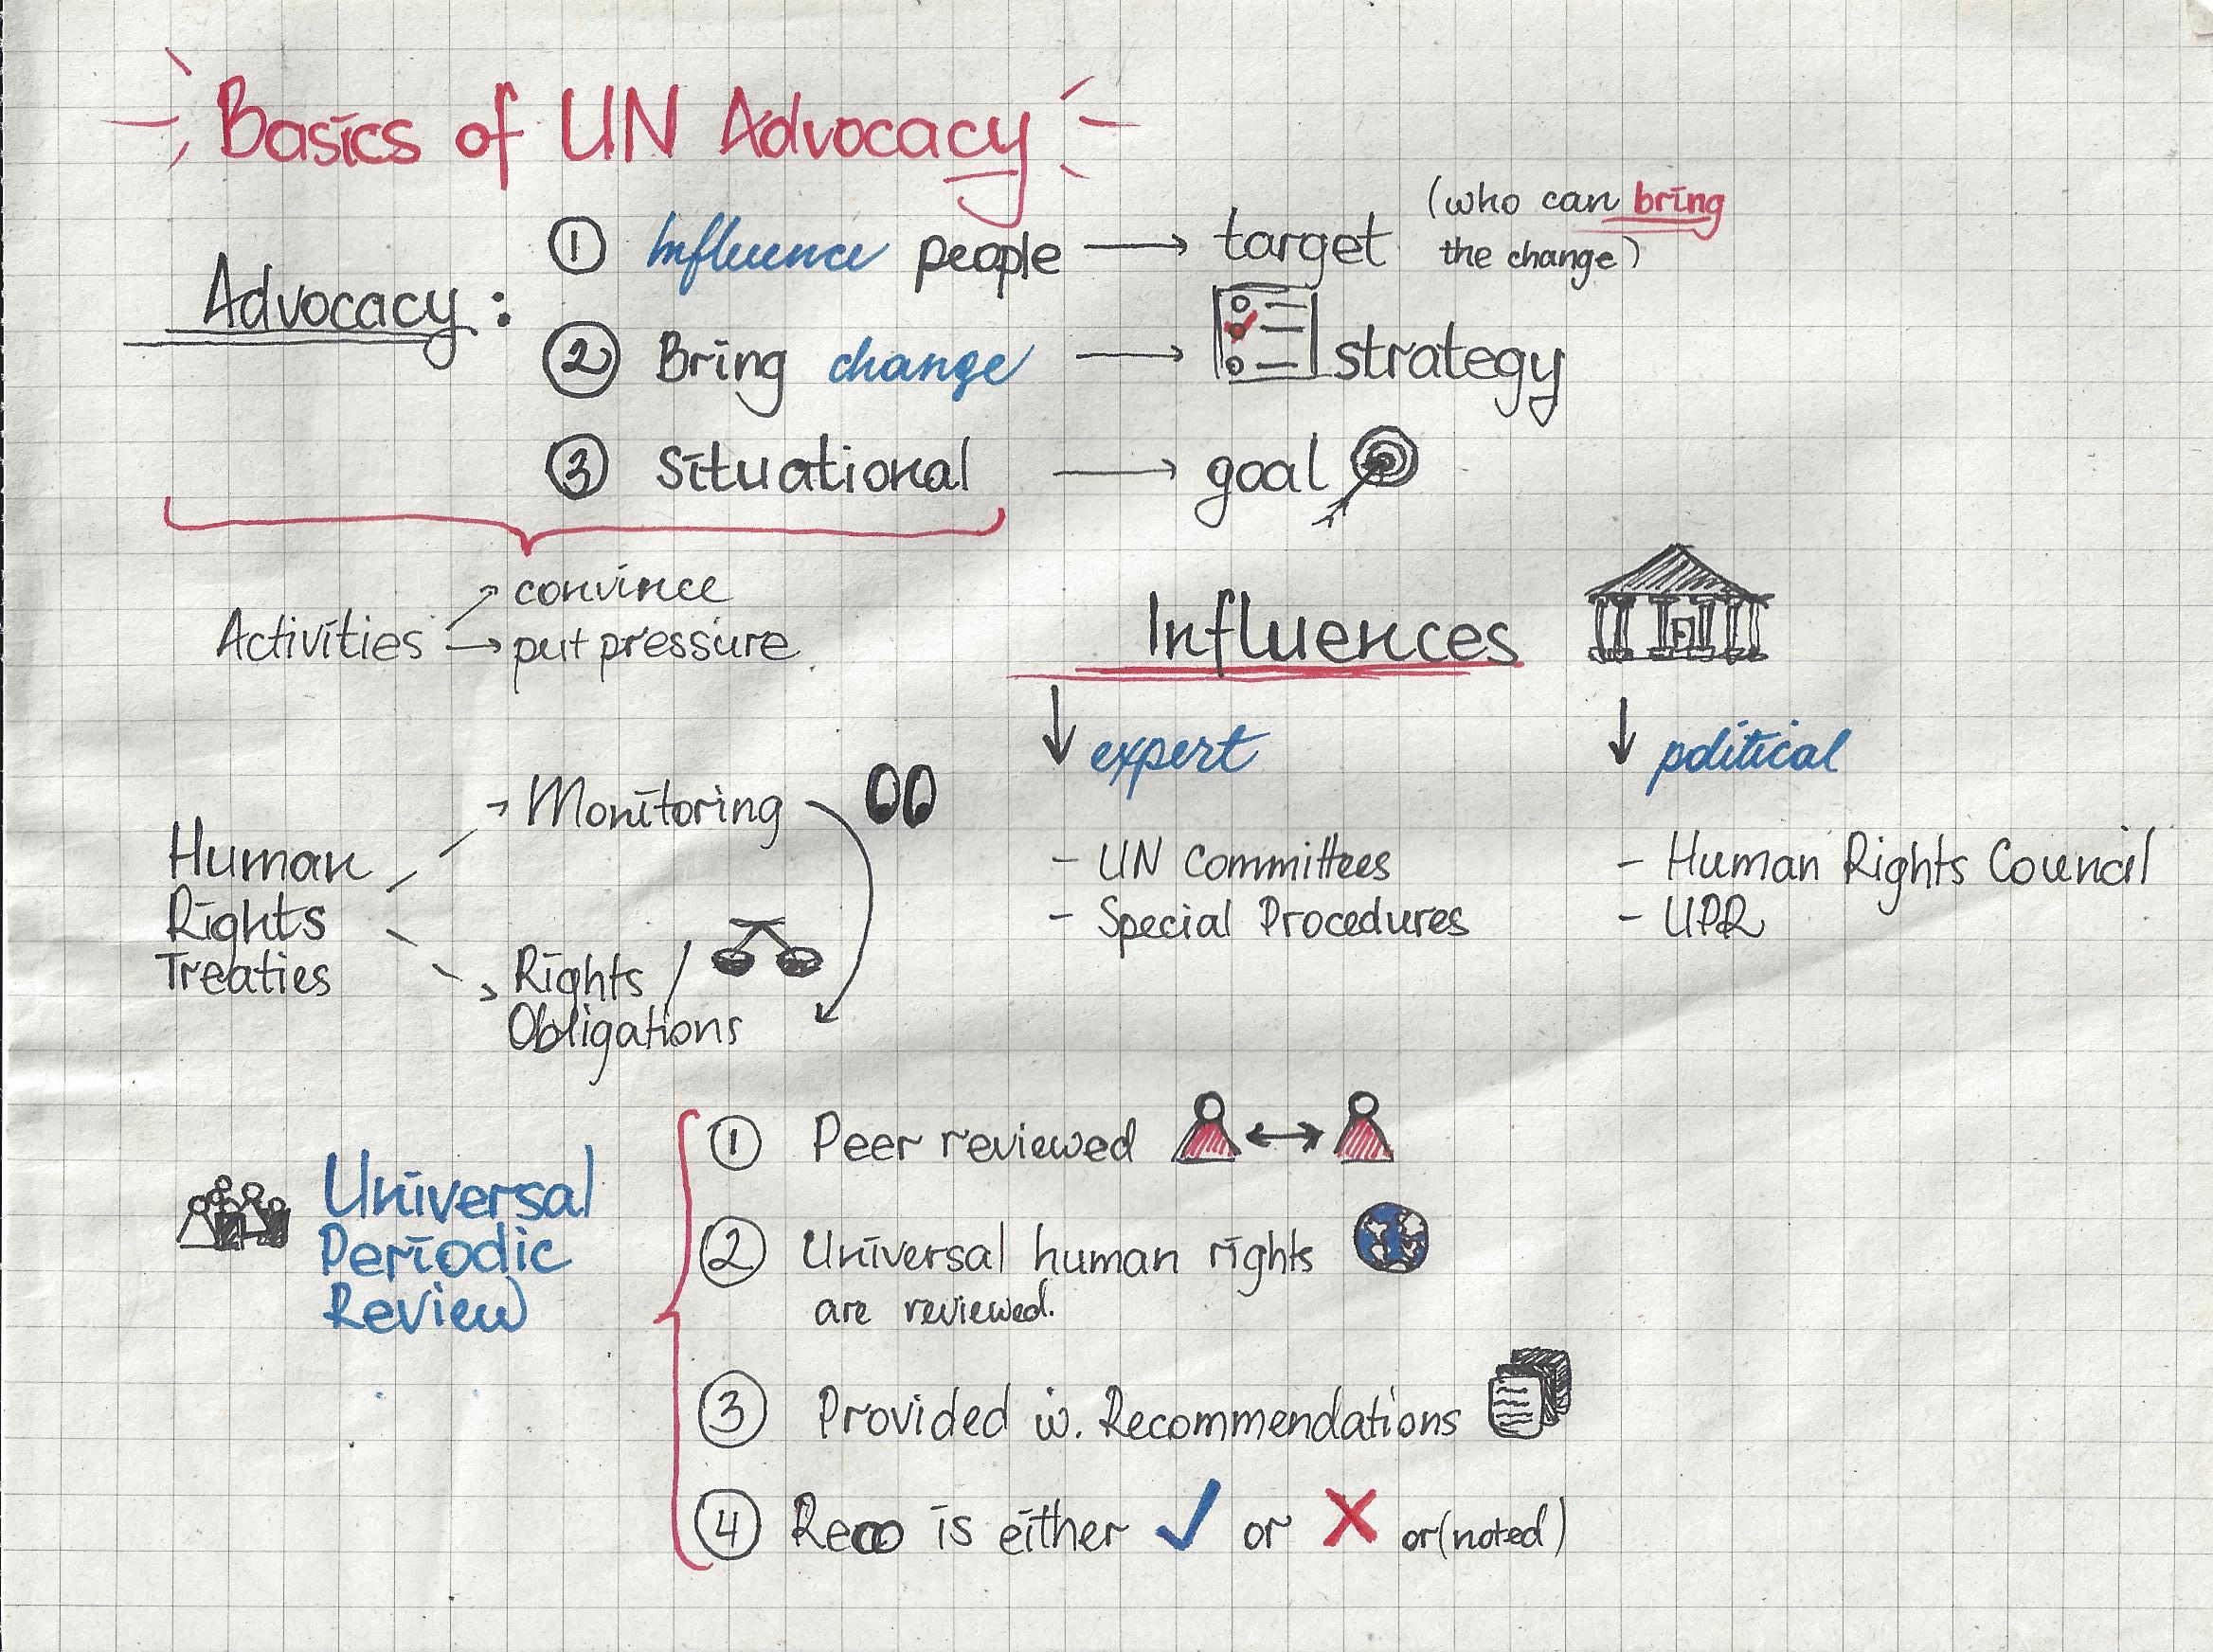 Basics of UN Advocacy
Advocacy:
① Influence people → target (who can bring
the change)
② Bring change → strategy
③ Situational → goal
Activities → convince
→ put pressure
Influences
↓ expert
- UN Committees
- Special Procedures
↓ political
- Human Rights Council
- UPR
Human
Rights
Treaties
→ Monitoring
→ Rights /
Obligations
Universal
Periodic
Review
① Peer reviewed
② Universal human rights
are reviewed.
③ Provided w. Recommendations
④ Reco is either ✓ or ✗ or (noted)